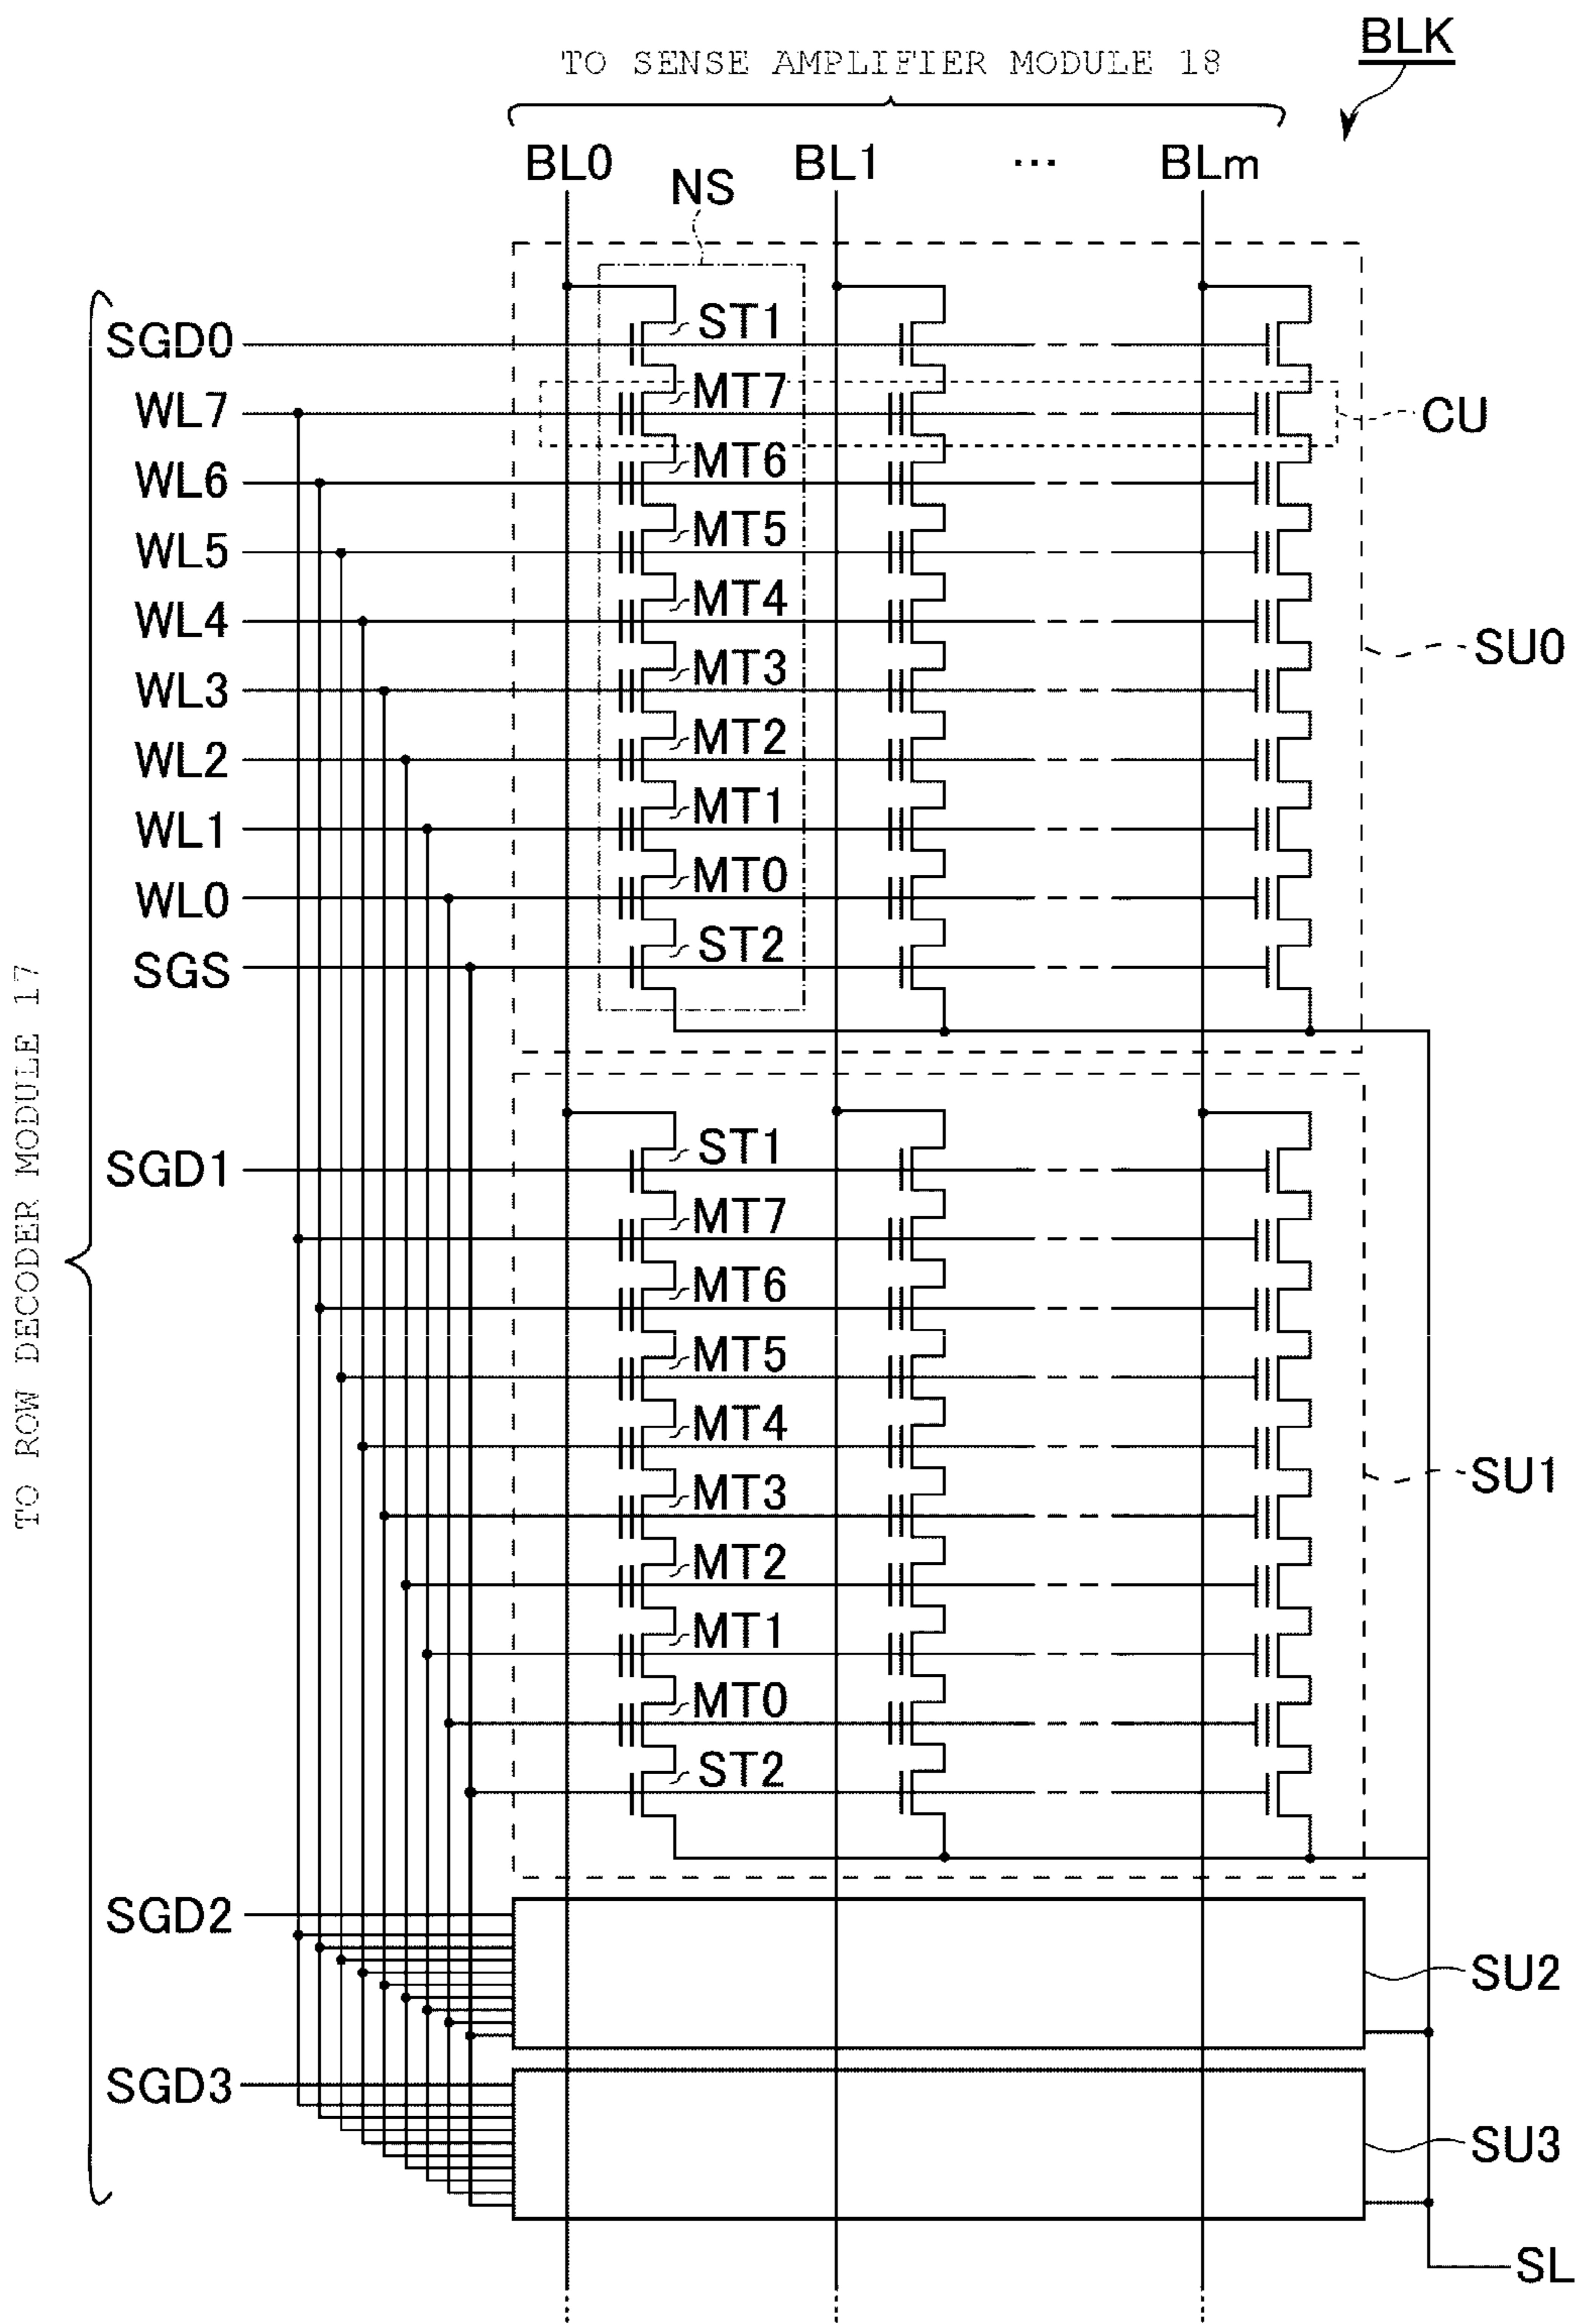 BLK
TO SENSE AMPLIFIER MODULE 18
BL0 BL1 ... BLm
NS
SGD0 ST1
WL7 MT7 CU
WL6 MT6
WL5 MT5
WL4 MT4
SU0
WL3 MT3
WL2 MT2
WL1 MT1
WL0 MT0
SGS ST2
TO ROW DECODER MODULE 17
SGD1 ST1
MT7
MT6
MT5
MT4
SU1
MT3
MT2
MT1
MT0
ST2
SGD2
SU2
SGD3
SU3
SL